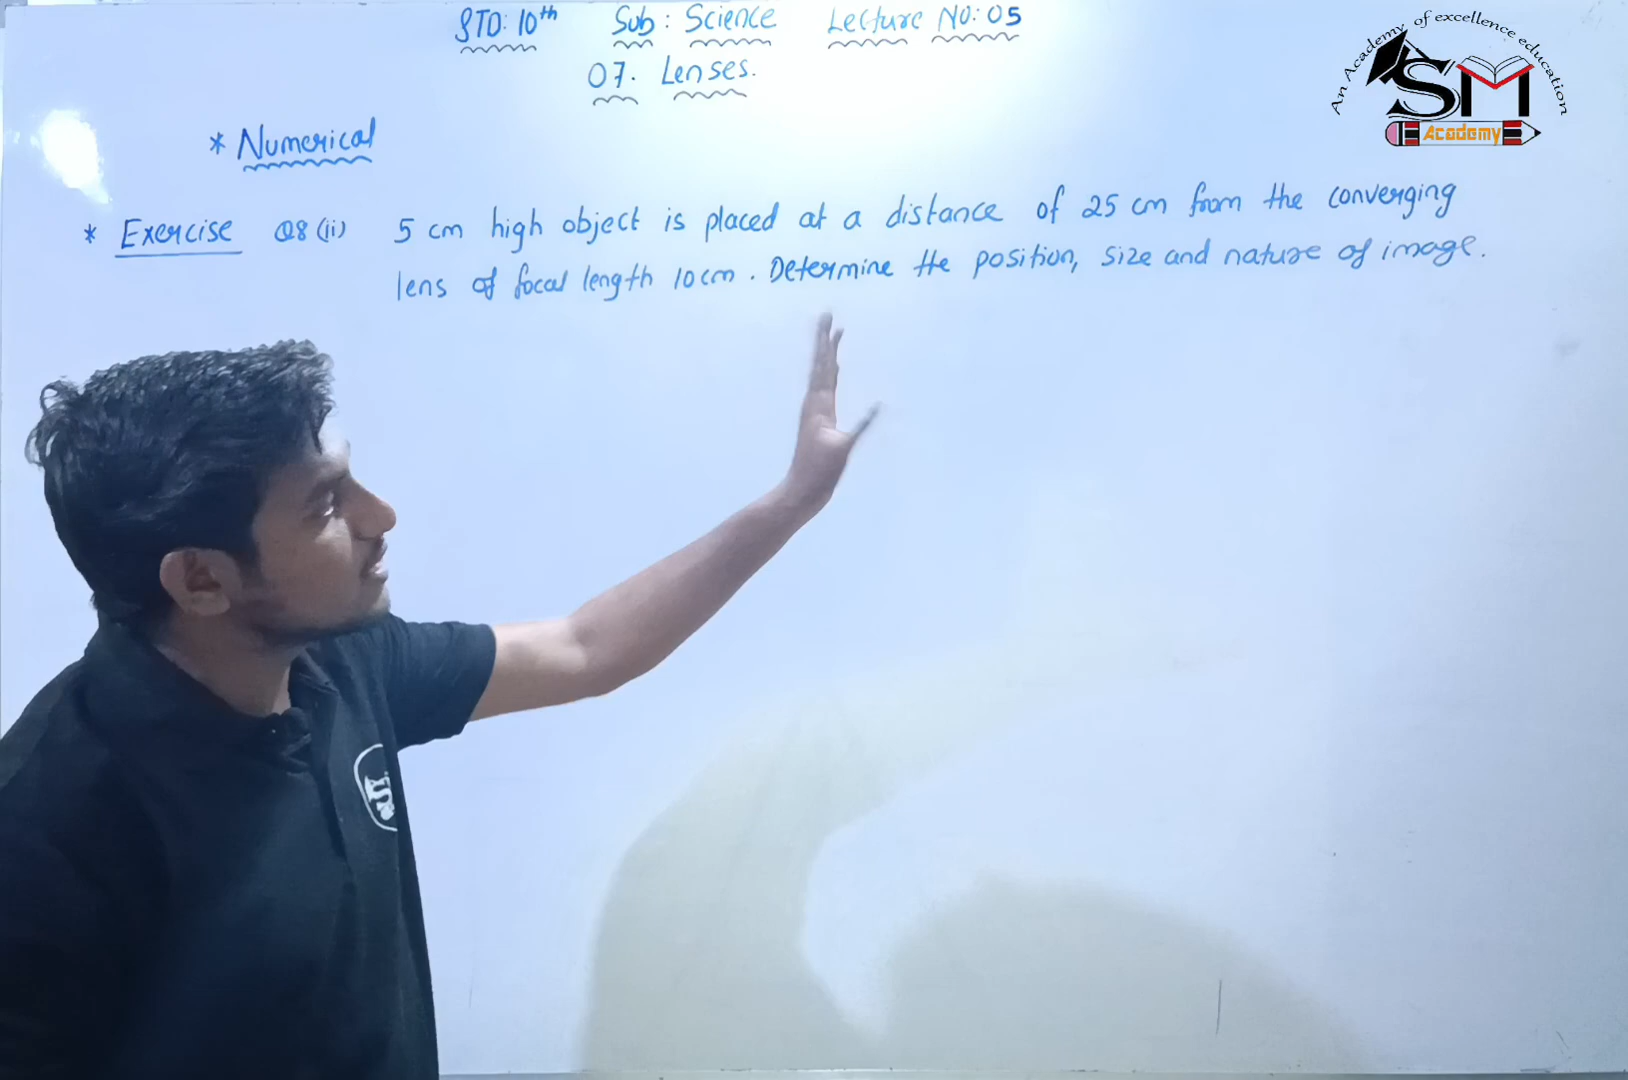 STD: 10th Sub: Science Lecture No: 05
07. Lenses.
An Academy of excellence education
SM
Academy
* Numerical
* Exercise Q8 (ii) 5 cm high object is placed at a distance of 25 cm from the converging
lens of focal length 10 cm. Determine the position, size and nature of image.